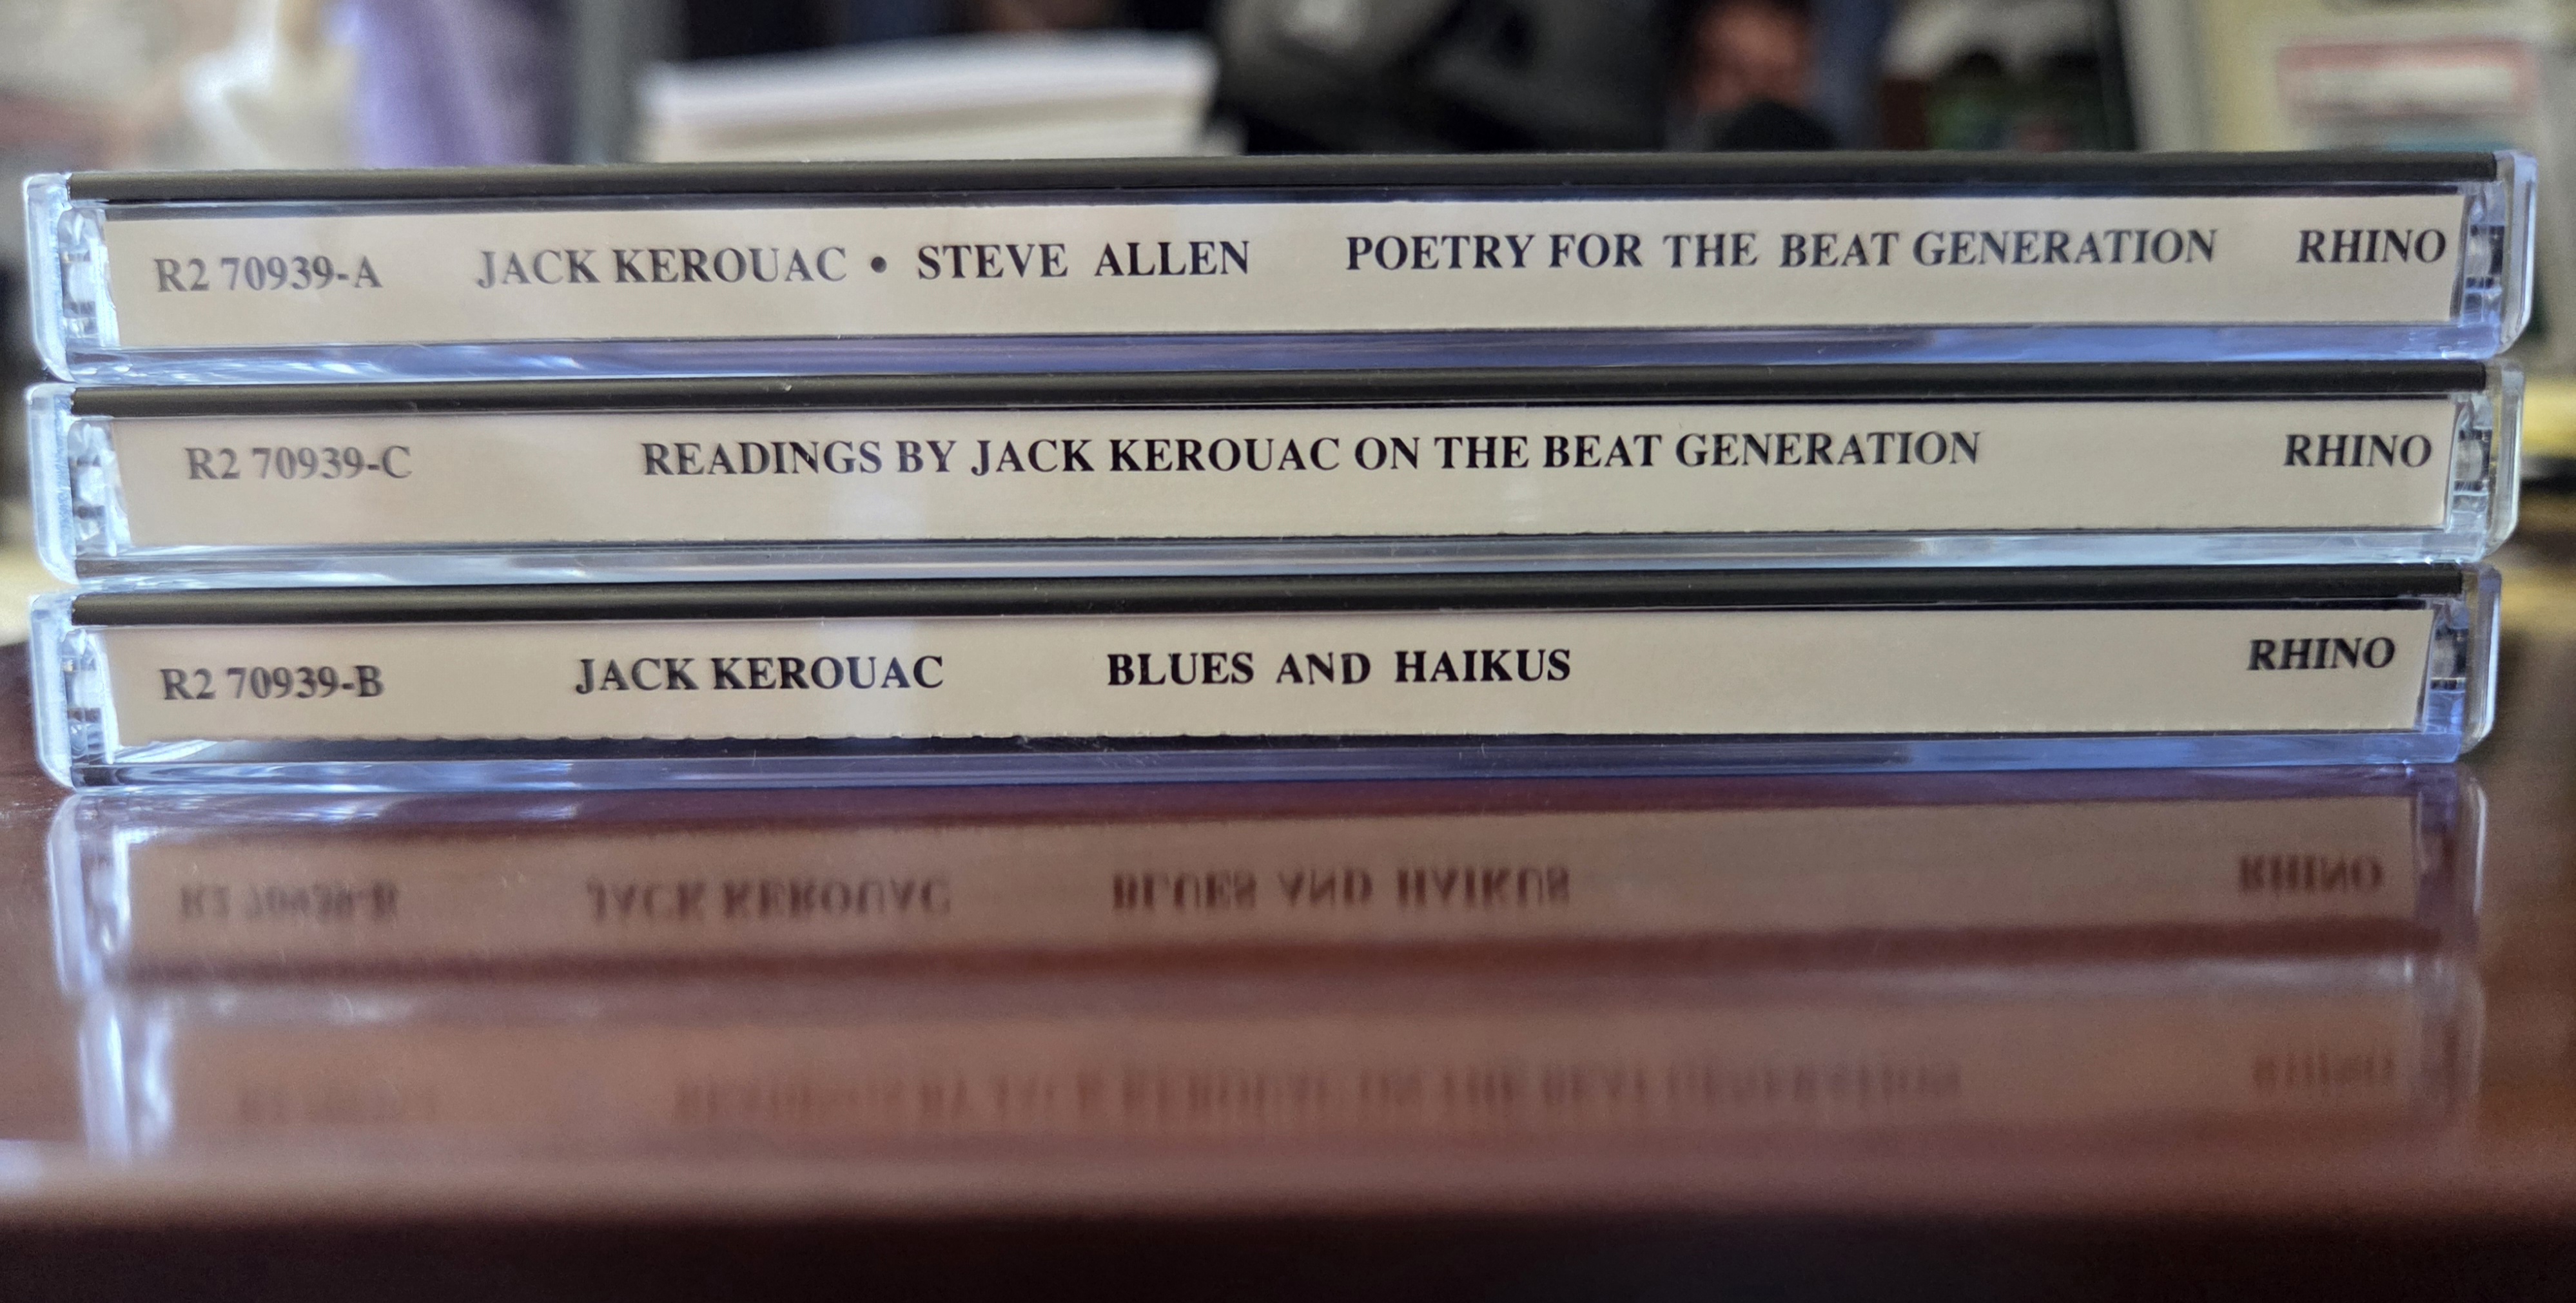 R2 70939-A JACK KEROUAC • STEVE ALLEN POETRY FOR THE BEAT GENERATION RHINO
R2 70939-C READINGS BY JACK KEROUAC ON THE BEAT GENERATION RHINO
R2 70939-B JACK KEROUAC BLUES AND HAIKUS RHINO